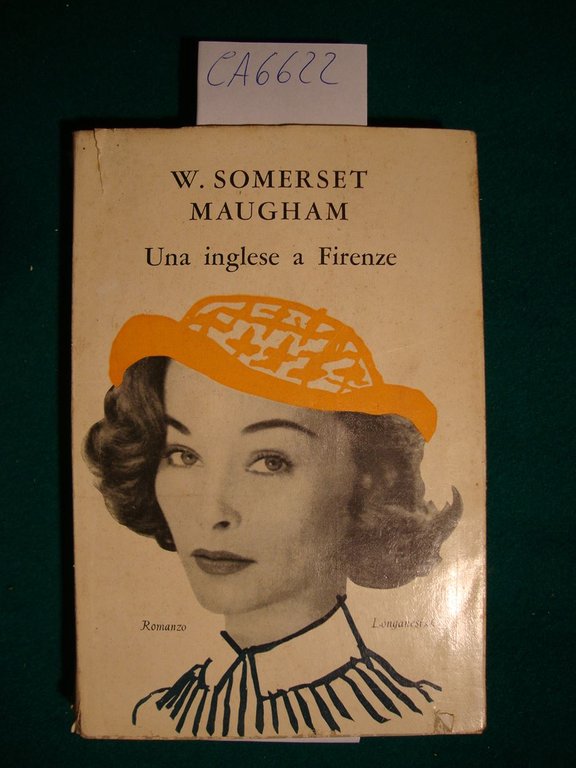 CA6622
W. SOMERSET
MAUGHAM
Una inglese a Firenze
Romanzo
Longanesi &